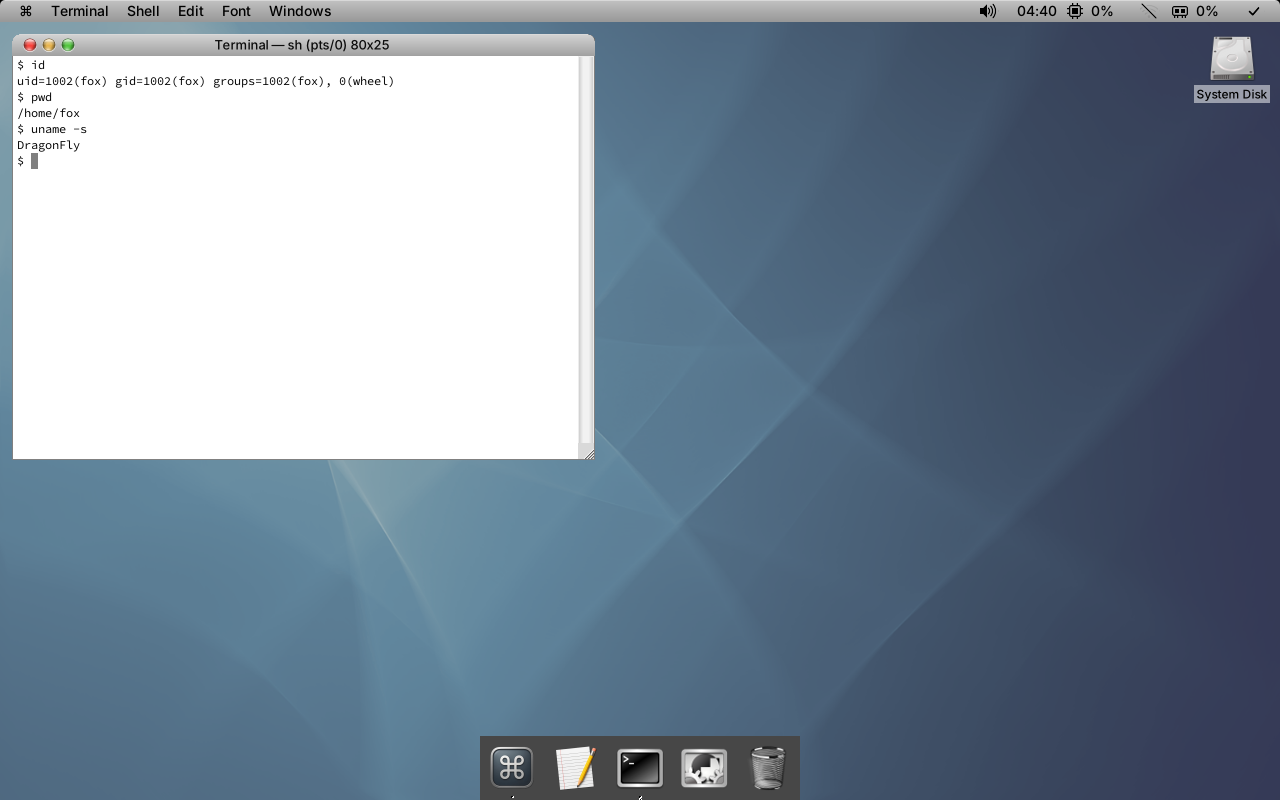 ⌘ Terminal Shell Edit Font Windows 04:40 0% 0% ✓
Terminal — sh (pts/0) 80x25
$ id
uid=1002(fox) gid=1002(fox) groups=1002(fox), 0(wheel)
$ pwd
/home/fox
$ uname -s
DragonFly
$
System Disk
>_
⌘